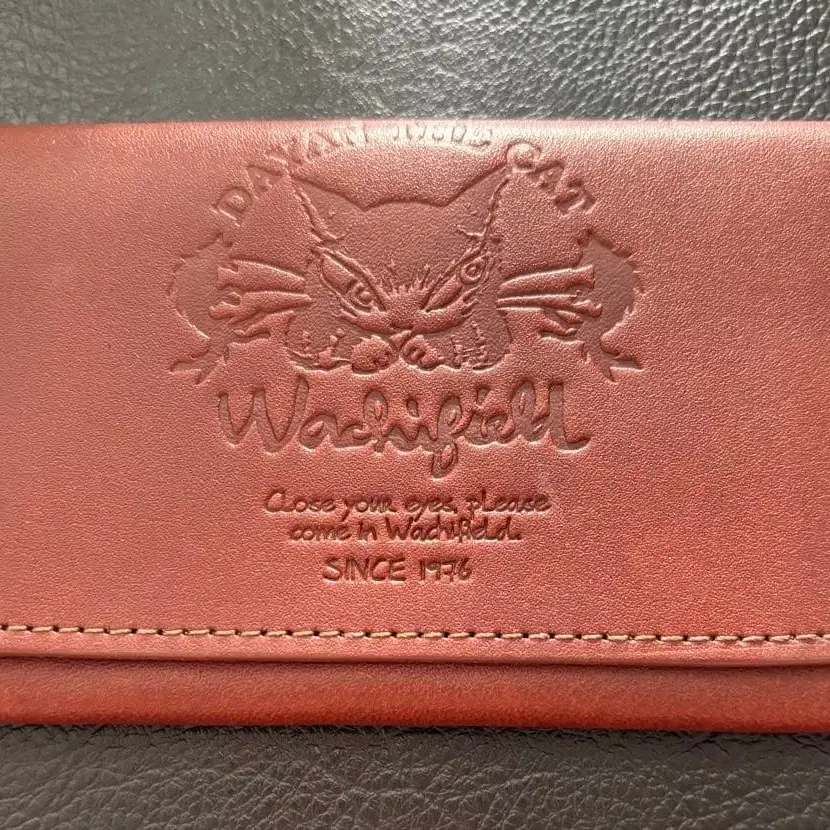 DAYAN THE CAT
Wachifield
Close your eyes, please
come in Wachifield.
SINCE 1976